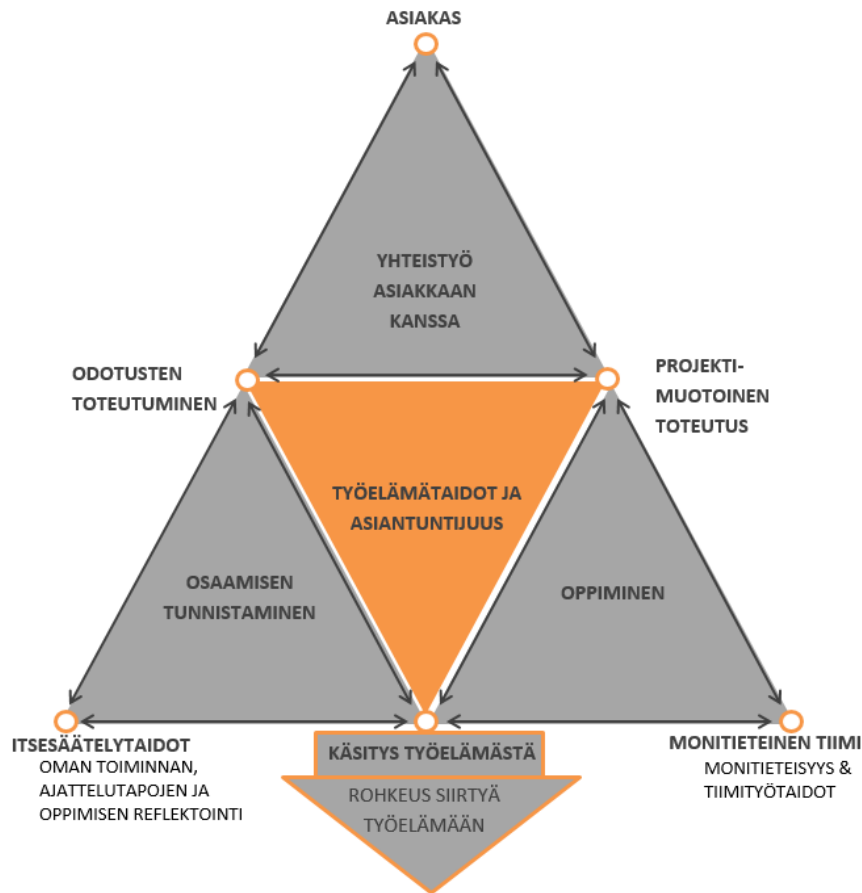 ASIAKAS
YHTEISTYÖ
ASIAKKAAN
KANSSA
ODOTUSTEN
TOTEUTUMINEN
PROJEKTI-
MUOTOINEN
TOTEUTUS
TYÖELÄMÄTAIDOT JA
ASIANTUNTIJUUS
OSAAMISEN
TUNNISTAMINEN
OPPIMINEN
ITSESÄÄTELYTAIDOT
OMAN TOIMINNAN,
AJATTELUTAPOJEN JA
OPPIMISEN REFLEKTOINTI
KÄSITYS TYÖELÄMÄSTÄ
ROHKEUS SIIRTYÄ
TYÖELÄMÄÄN
MONITIETEINEN TIIMI
MONITIETEISYYS &
TIIMITYÖTAIDOT